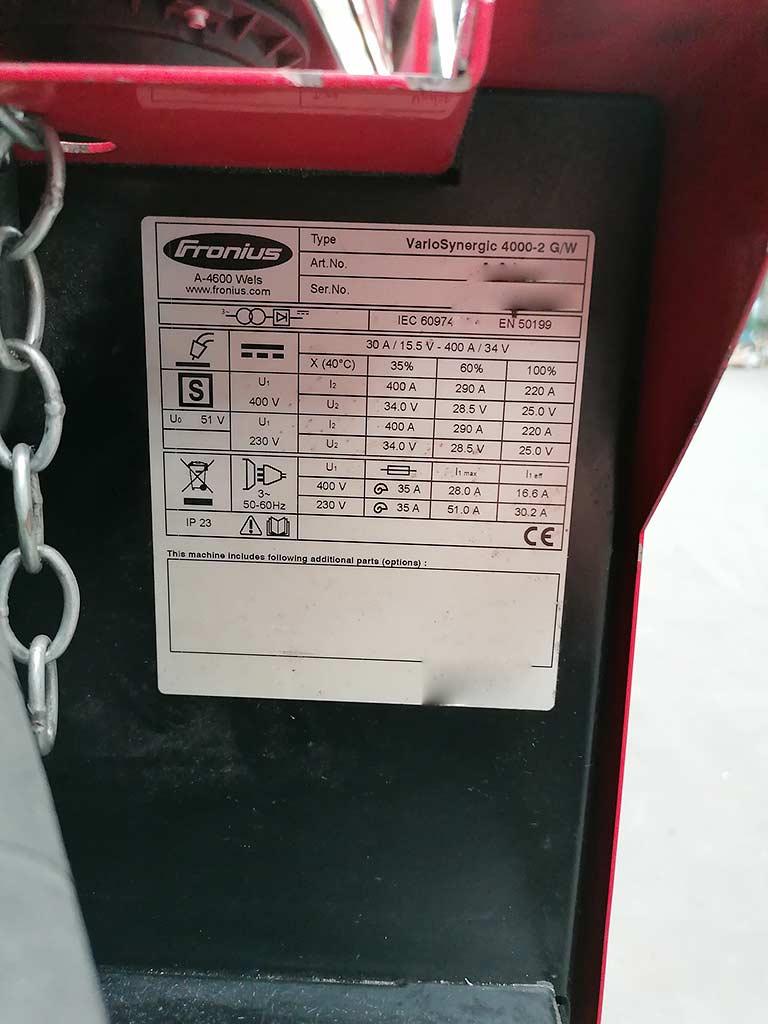 Fronius
A-4600 Wels
www.fronius.com
Type VarioSynergic 4000-2 G/W
Art.No.
Ser.No.
3~
IEC 60974 EN 50199
30 A / 15.5 V - 400 A / 34 V
X (40°C) 35% 60% 100%
S
U1 400 V I2 400 A 290 A 220 A
U2 34.0 V 28.5 V 25.0 V
U0 51 V
U1 230 V I2 400 A 290 A 220 A
U2 34.0 V 28.5 V 25.0 V
3~
50-60Hz
U1 I1 max I1 eff
400 V 35 A 28.0 A 16.6 A
230 V 35 A 51.0 A 30.2 A
IP 23
CE
This machine includes following additional parts (options) :